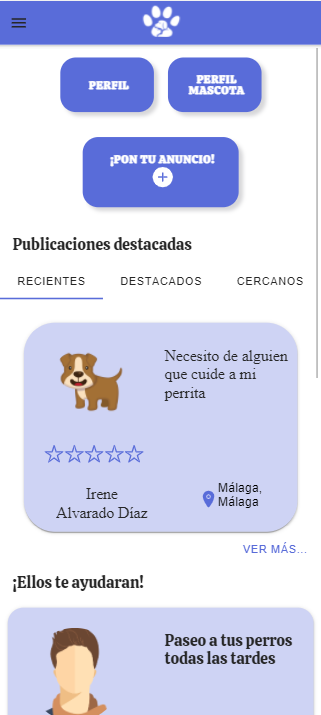 PERFIL
PERFIL
MASCOTA
¡PON TU ANUNCIO!
Publicaciones destacadas
RECIENTES
DESTACADOS
CERCANOS
Necesito de alguien
que cuide a mi
perrita
Irene
Alvarado Díaz
Málaga,
Málaga
VER MÁS...
¡Ellos te ayudaran!
Paseo a tus perros
todas las tardes